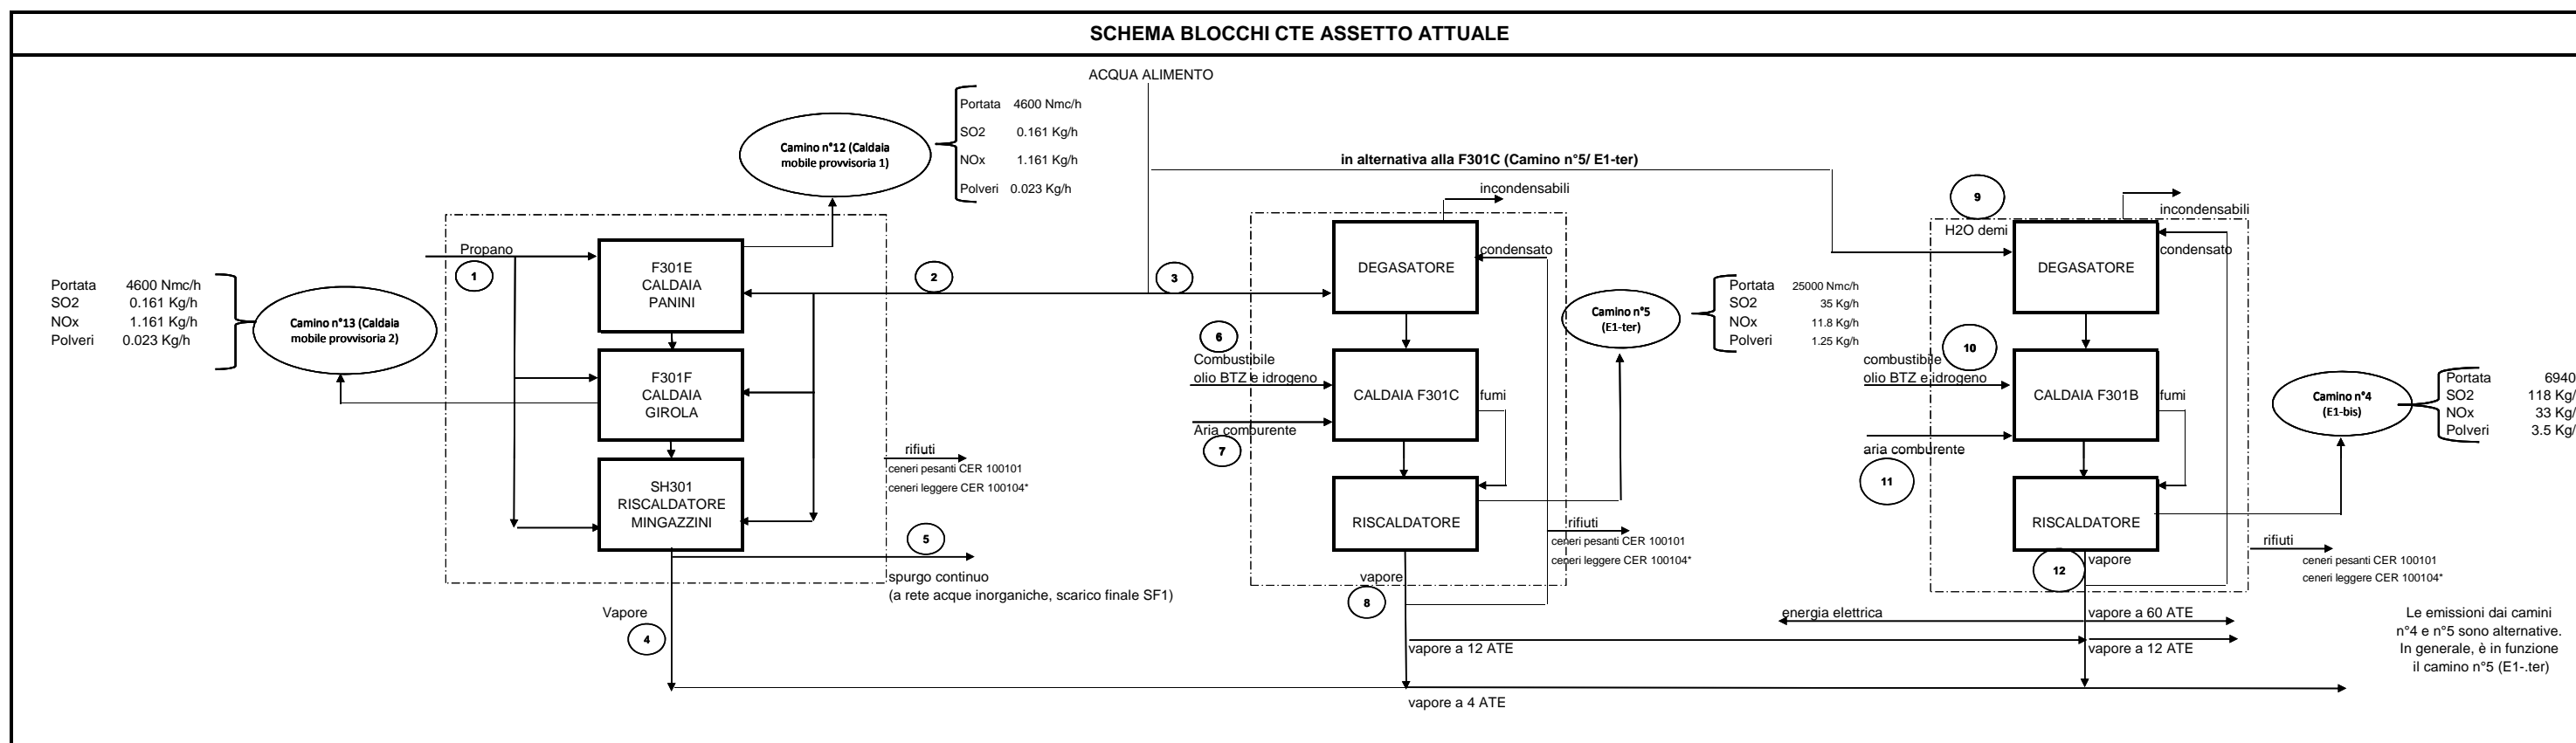 SCHEMA BLOCCHI CTE ASSETTO ATTUALE
ACQUA ALIMENTO
Portata 4600 Nmc/h
SO2 0.161 Kg/h
NOx 1.161 Kg/h
Polveri 0.023 Kg/h
Camino n°12 (Caldaia
mobile provvisoria 1)
in alternativa alla F301C (Camino n°5/ E1-ter)
Portata 4600 Nmc/h
SO2 0.161 Kg/h
NOx 1.161 Kg/h
Polveri 0.023 Kg/h
Camino n°13 (Caldaia
mobile provvisoria 2)
Propano
1
F301E
CALDAIA
PANINI
F301F
CALDAIA
GIROLA
SH301
RISCALDATORE
MINGAZZINI
2
3
rifiuti
ceneri pesanti CER 100101
ceneri leggere CER 100104*
5
spurgo continuo
(a rete acque inorganiche, scarico finale SF1)
Vapore
4
incondensabili
DEGASATORE
condensato
6
Combustibile
olio BTZ e idrogeno
CALDAIA F301C
fumi
Aria comburente
7
RISCALDATORE
rifiuti
ceneri pesanti CER 100101
ceneri leggere CER 100104*
vapore
8
Camino n°5
(E1-ter)
Portata 25000 Nmc/h
SO2 35 Kg/h
NOx 11.8 Kg/h
Polveri 1.25 Kg/h
9
incondensabili
H2O demi
DEGASATORE
condensato
10
combustibile
olio BTZ e idrogeno
CALDAIA F301B
fumi
aria comburente
11
RISCALDATORE
rifiuti
ceneri pesanti CER 100101
ceneri leggere CER 100104*
12
vapore
Camino n°4
(E1-bis)
Portata 6940
SO2 118 Kg/
NOx 33 Kg/
Polveri 3.5 Kg/
energia elettrica
vapore a 60 ATE
vapore a 12 ATE
vapore a 12 ATE
vapore a 4 ATE
Le emissioni dai camini
n°4 e n°5 sono alternative.
In generale, è in funzione
il camino n°5 (E1-.ter)